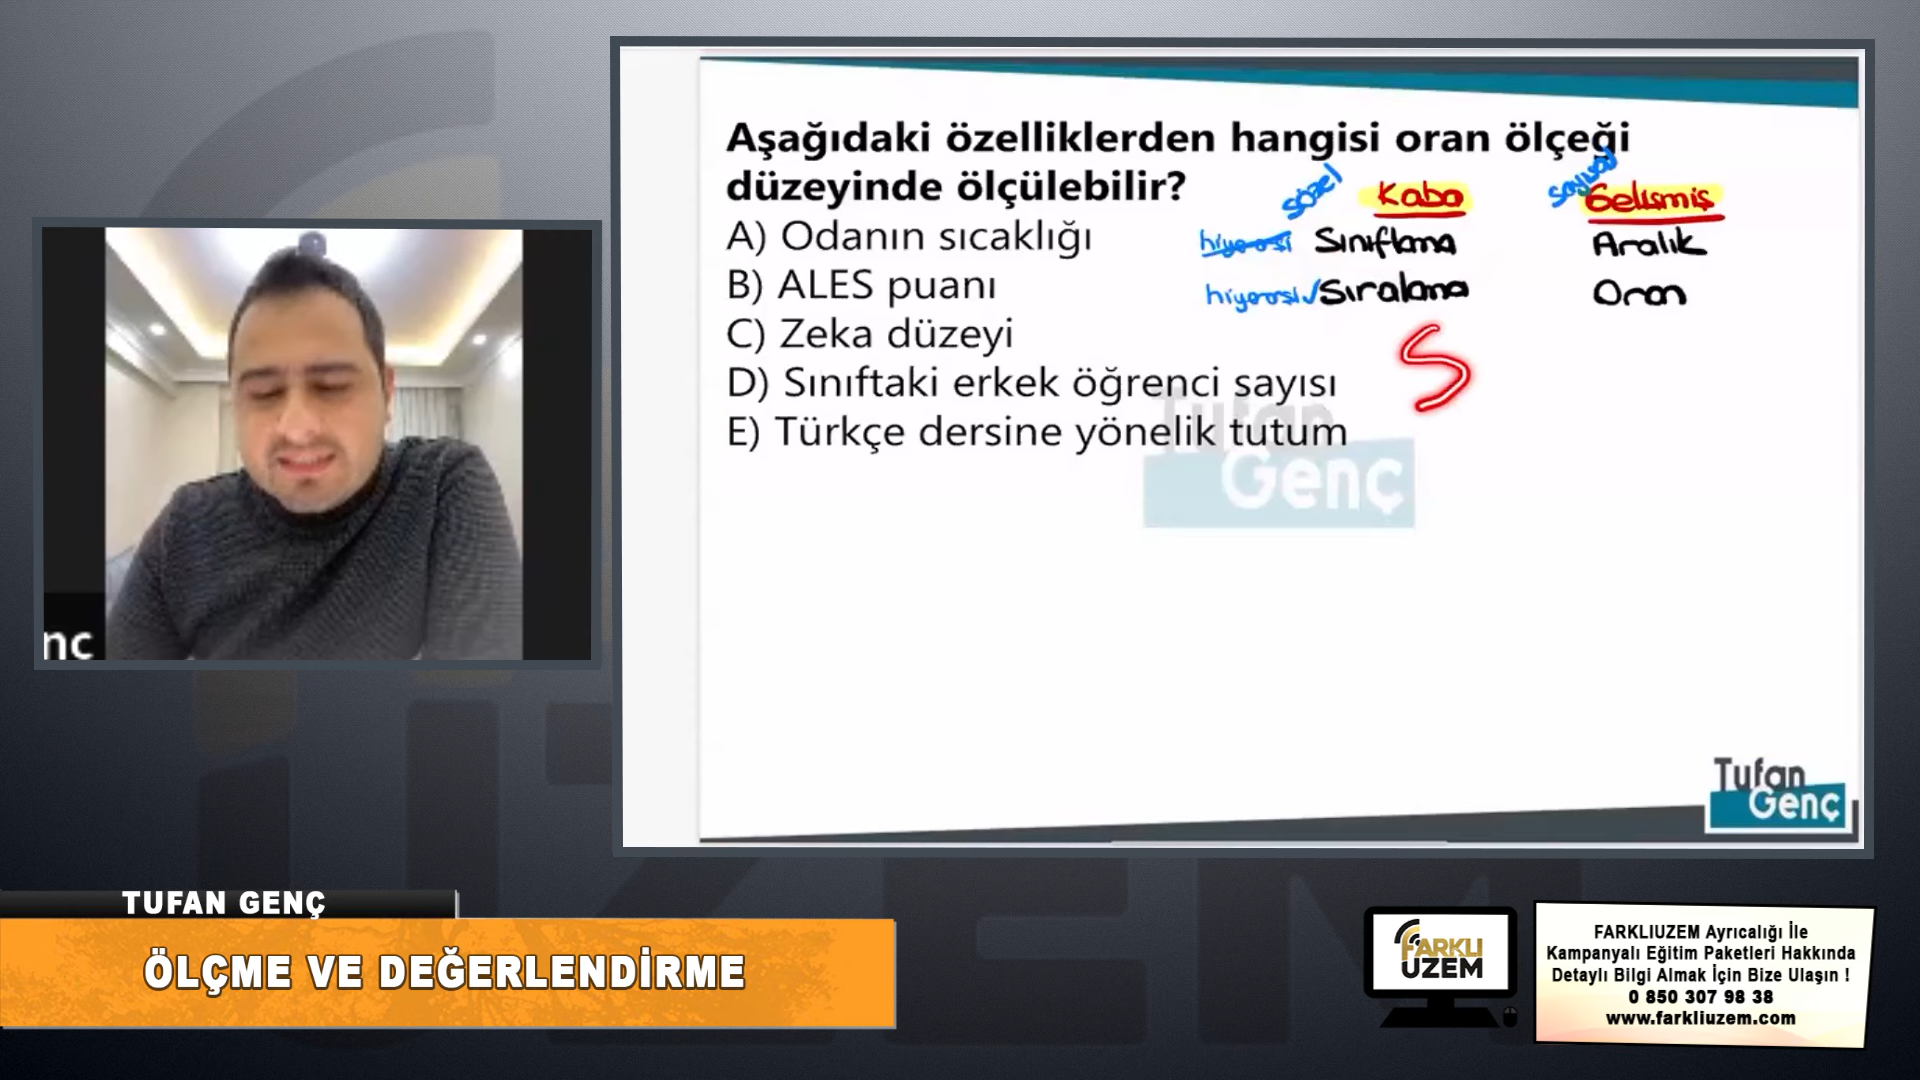 Aşağıdaki özelliklerden hangisi oran ölçeği
düzeyinde ölçülebilir?
sözel
Kaba
sayısal
Gelişmiş
A) Odanın sıcaklığı
hiyerarşi
Sınıflama
Aralık
B) ALES puanı
hiyerarşi✓
Sıralama
Oran
C) Zeka düzeyi
S
D) Sınıftaki erkek öğrenci sayısı
E) Türkçe dersine yönelik tutum
Tufan
Genç
nç
Tufan
Genç
TUFAN GENÇ
ÖLÇME VE DEĞERLENDİRME
FARKLI
UZEM
FARKLIUZEM Ayrıcalığı İle
Kampanyalı Eğitim Paketleri Hakkında
Detaylı Bilgi Almak İçin Bize Ulaşın !
0 850 307 98 38
www.farkliuzem.com